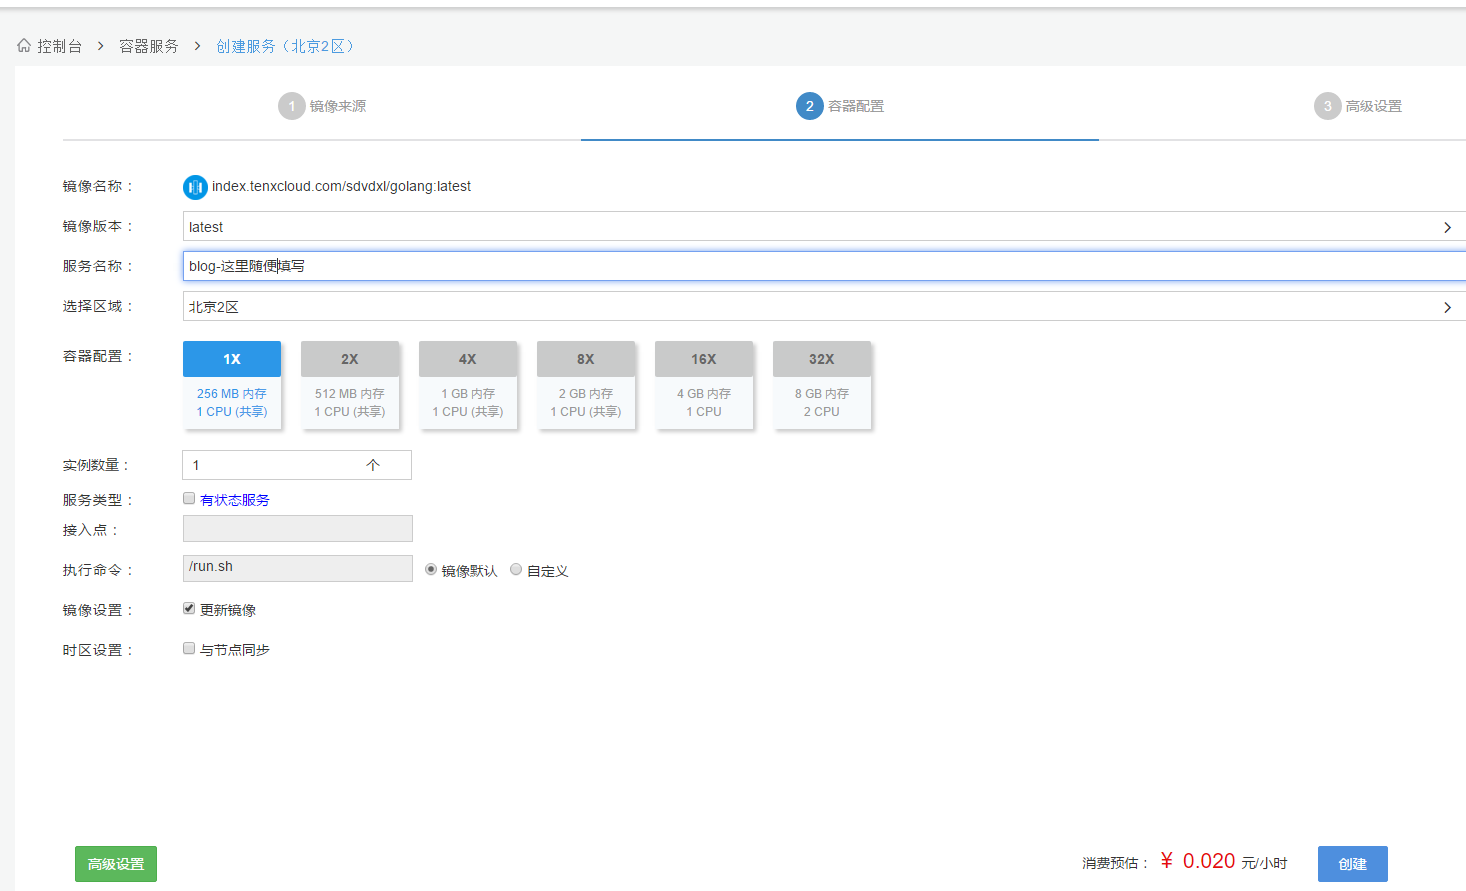 控制台 > 容器服务 > 创建服务（北京2区）
1 镜像来源 2 容器配置 3 高级设置
镜像名称： index.tenxcloud.com/sdvdxl/golang:latest
镜像版本： latest
服务名称： blog-这里随便填写
选择区域： 北京2区
容器配置： 1X 2X 4X 8X 16X 32X
256 MB 内存 512 MB 内存 1 GB 内存 2 GB 内存 4 GB 内存 8 GB 内存
1 CPU (共享) 1 CPU (共享) 1 CPU (共享) 1 CPU (共享) 1 CPU 2 CPU
实例数量： 1 个
服务类型： 有状态服务
接入点：
执行命令： /run.sh 镜像默认 自定义
镜像设置： 更新镜像
时区设置： 与节点同步
高级设置 消费预估： ¥ 0.020 元/小时 创建